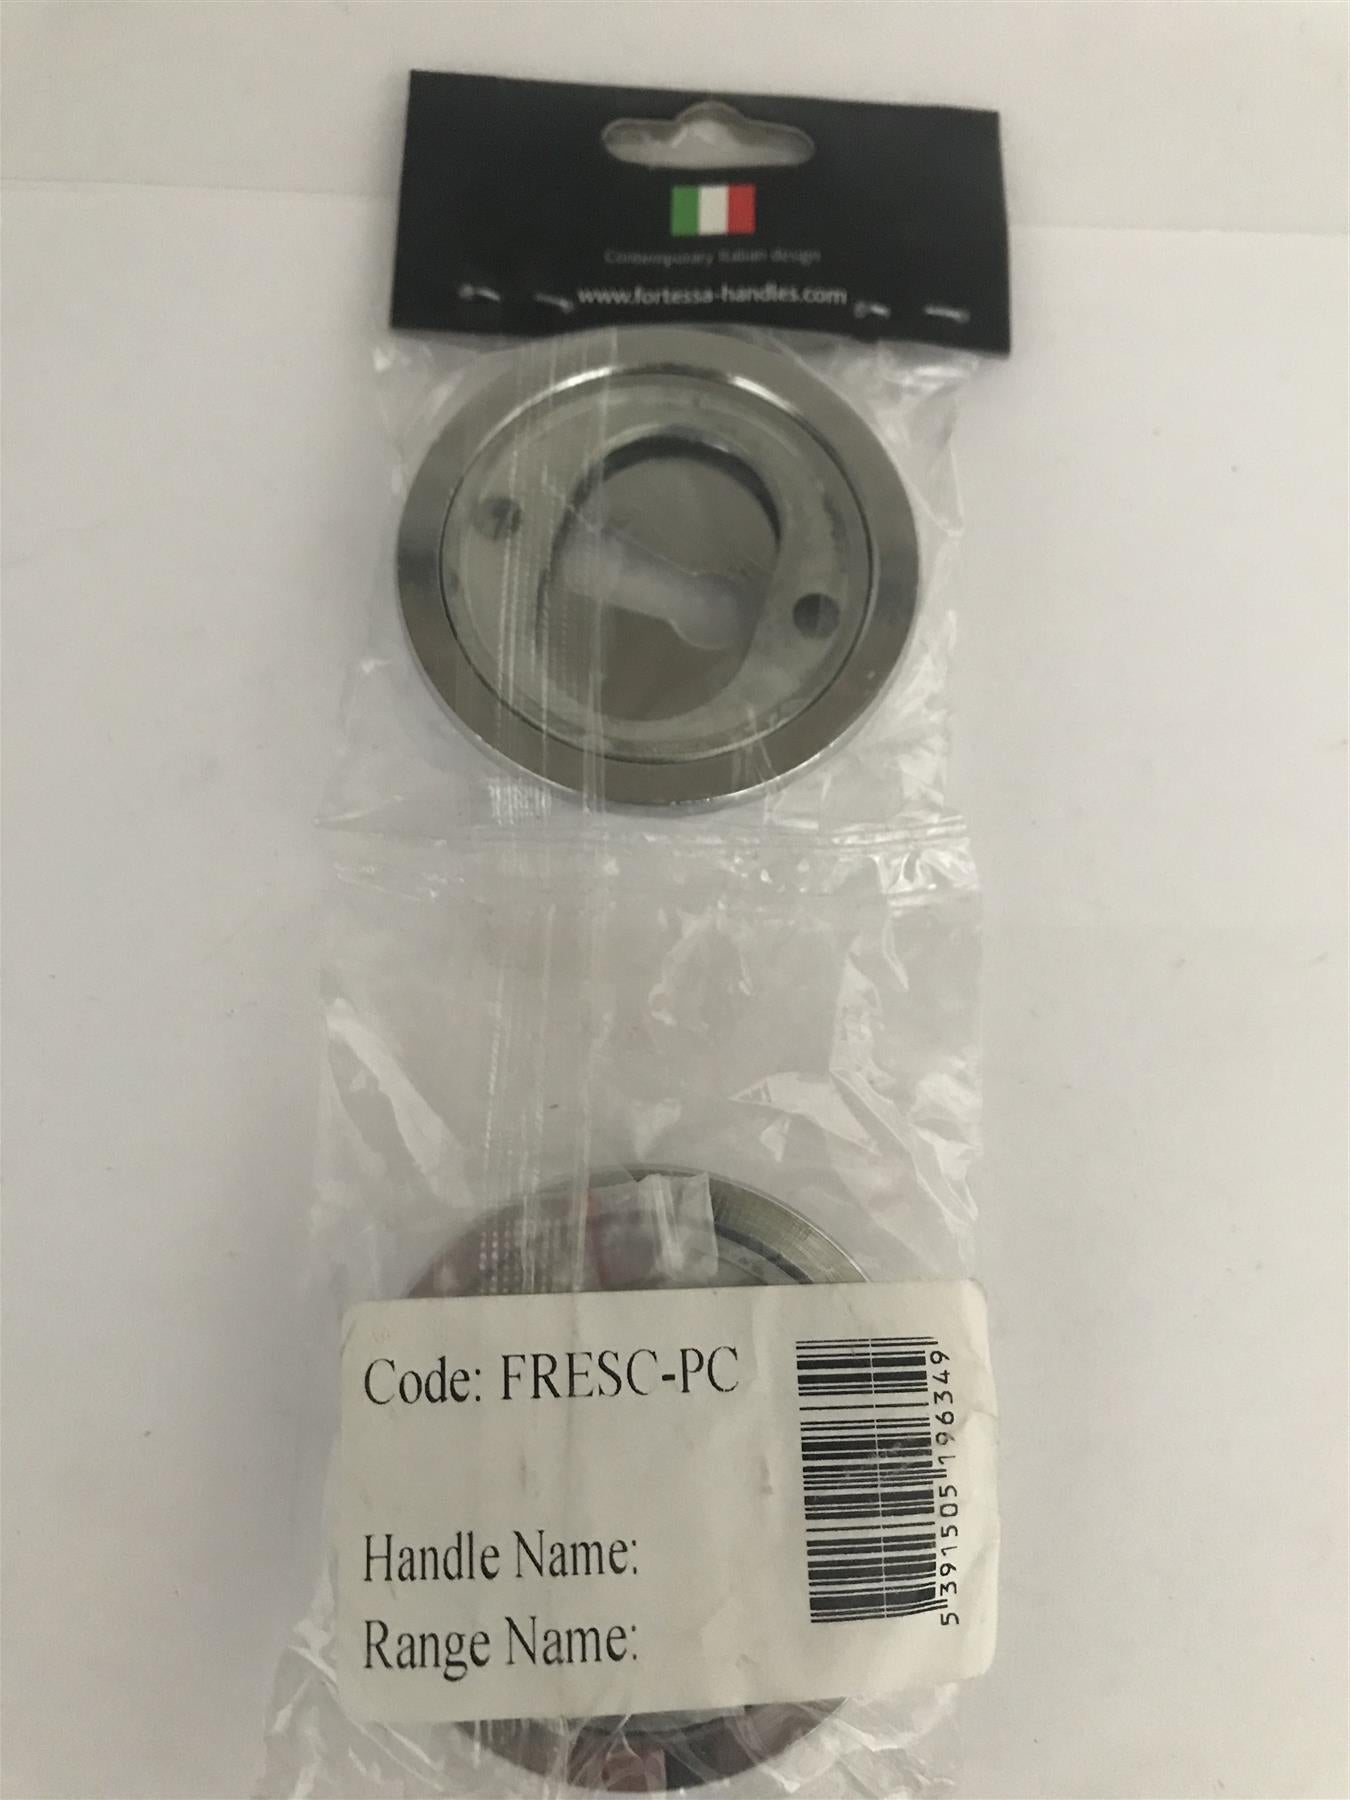 Contemporary Italian design
www.fortessa-handles.com
Code: FRESC-PC
Handle Name:
Range Name:
5 391505 196349